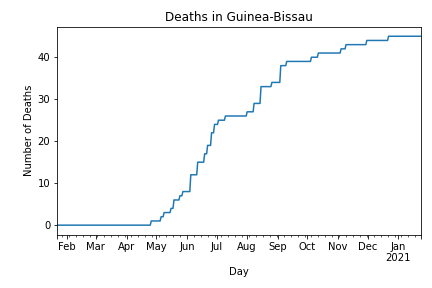 Deaths in Guinea-Bissau
Number of Deaths
40
30
20
10
0
Feb Mar Apr May Jun Jul Aug Sep Oct Nov Dec Jan
2021
Day